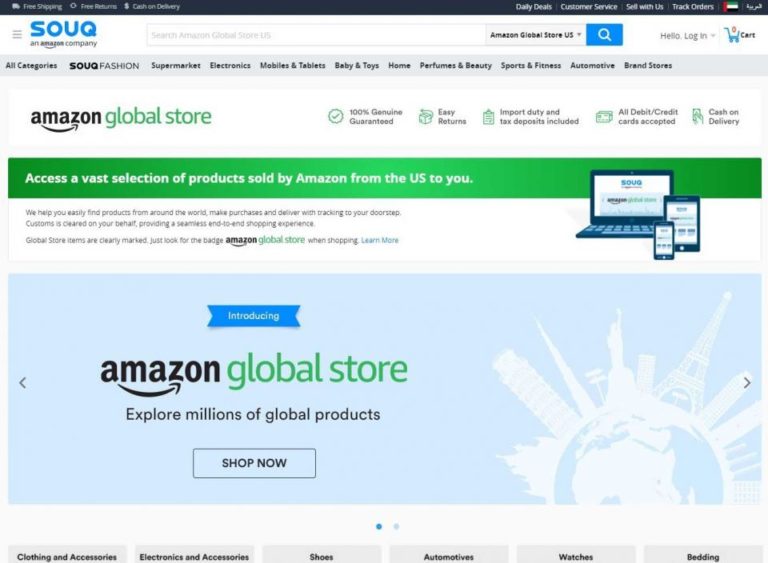 Free Shipping Free Returns $ Cash on Delivery
Daily Deals | Customer Service | Sell with Us | Track Orders | | العربية
SOUQ
an amazon company
Search Amazon Global Store US
Amazon Global Store US
Hello, Log In
0
Cart
All Categories SOUQ FASHION Supermarket Electronics Mobiles & Tablets Baby & Toys Home Perfumes & Beauty Sports & Fitness Automotive Brand Stores
amazon global store
100% Genuine
Guaranteed
Easy
Returns
Import duty and
tax deposits included
All Debit/Credit
cards accepted
Cash on
Delivery
Access a vast selection of products sold by Amazon from the US to you.
We help you easily find products from around the world, make purchases and deliver with tracking to your doorstep.
Customs is cleared on your behalf, providing a seamless end-to-end shopping experience.
Global Store items are clearly marked. Just look for the badge amazon global store when shopping. Learn More
SOUQ
amazon global store
Introducing
amazon global store
Explore millions of global products
SHOP NOW
Clothing and Accessories Electronics and Accessories Shoes Automotives Watches Bedding